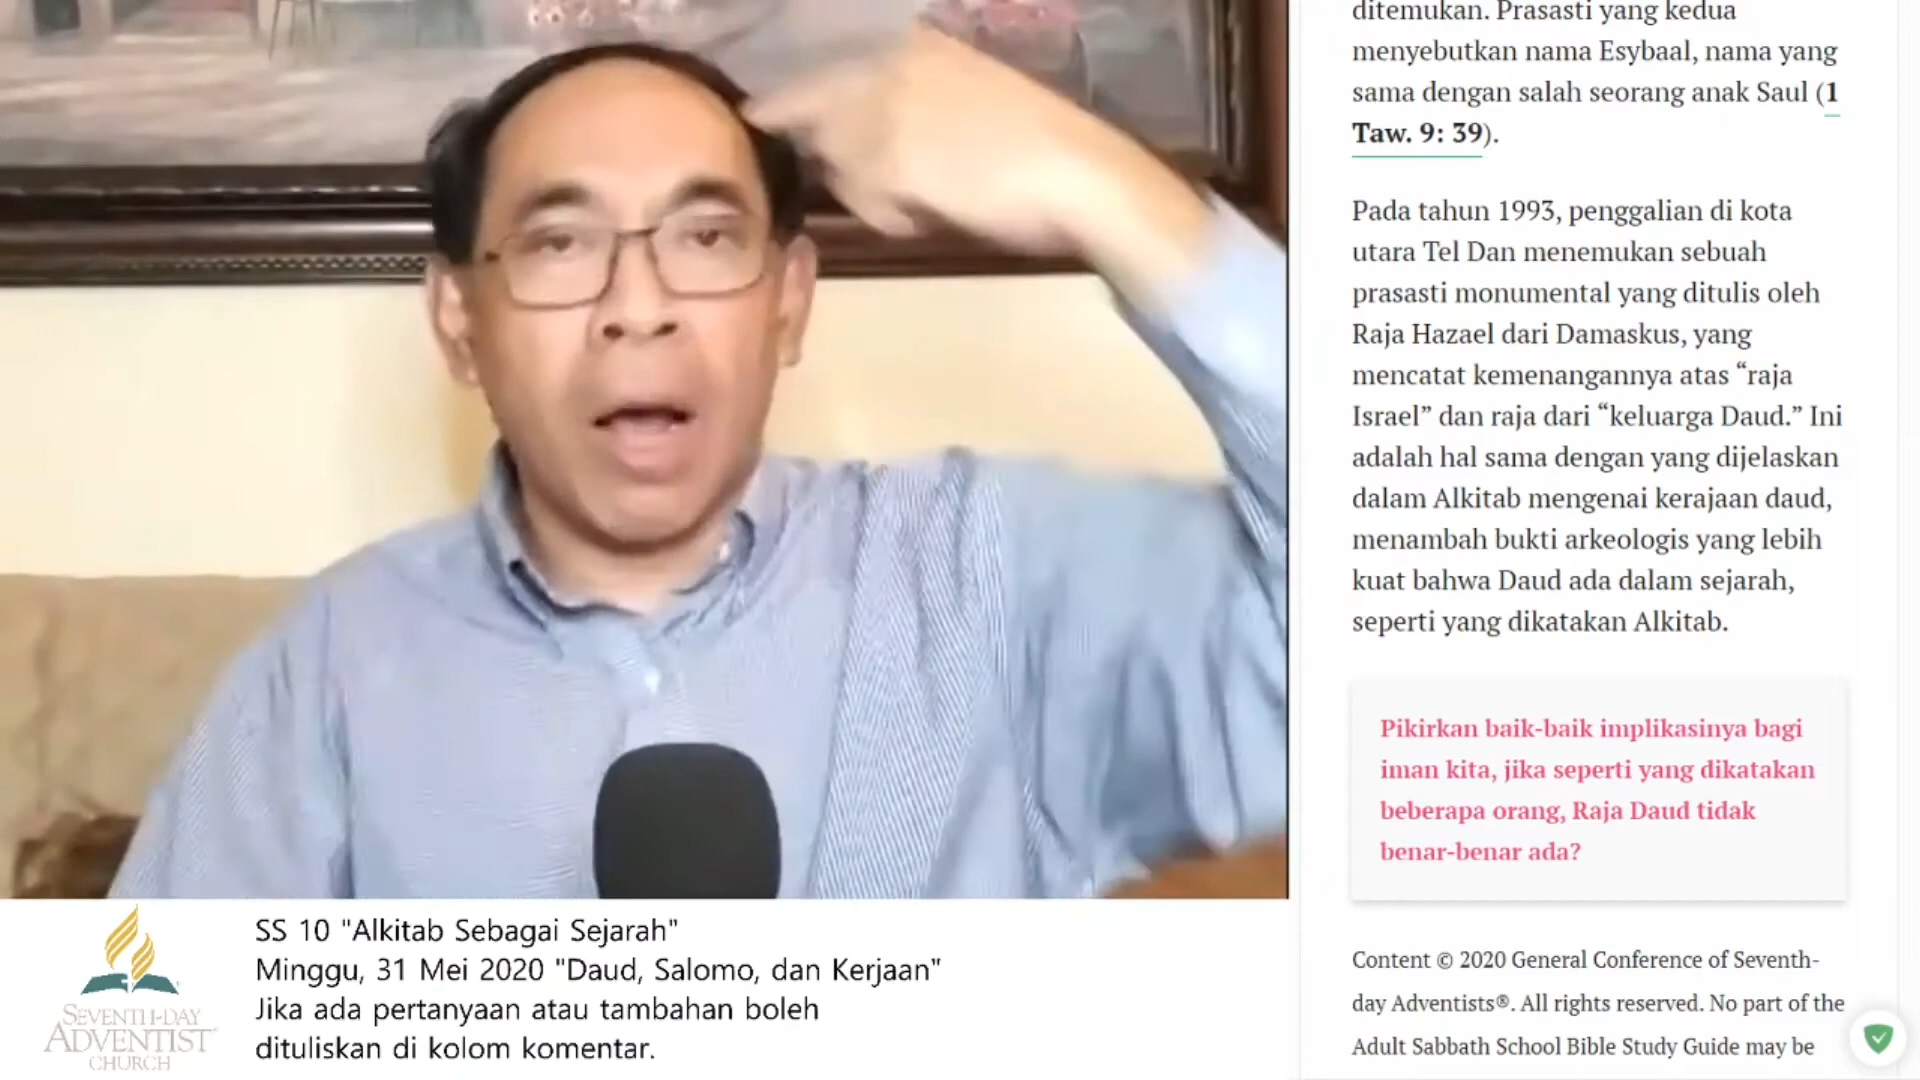 ditemukan. Prasasti yang kedua
menyebutkan nama Esybaal, nama yang
sama dengan salah seorang anak Saul (1
Taw. 9: 39).
Pada tahun 1993, penggalian di kota
utara Tel Dan menemukan sebuah
prasasti monumental yang ditulis oleh
Raja Hazael dari Damaskus, yang
mencatat kemenangannya atas “raja
Israel” dan raja dari “keluarga Daud.” Ini
adalah hal sama dengan yang dijelaskan
dalam Alkitab mengenai kerajaan daud,
menambah bukti arkeologis yang lebih
kuat bahwa Daud ada dalam sejarah,
seperti yang dikatakan Alkitab.
Pikirkan baik-baik implikasinya bagi
iman kita, jika seperti yang dikatakan
beberapa orang, Raja Daud tidak
benar-benar ada?
Content © 2020 General Conference of Seventh-
day Adventists®. All rights reserved. No part of the
Adult Sabbath School Bible Study Guide may be
SS 10 "Alkitab Sebagai Sejarah"
Minggu, 31 Mei 2020 "Daud, Salomo, dan Kerjaan"
Jika ada pertanyaan atau tambahan boleh
dituliskan di kolom komentar.
SEVENTH-DAY
ADVENTIST
CHURCH